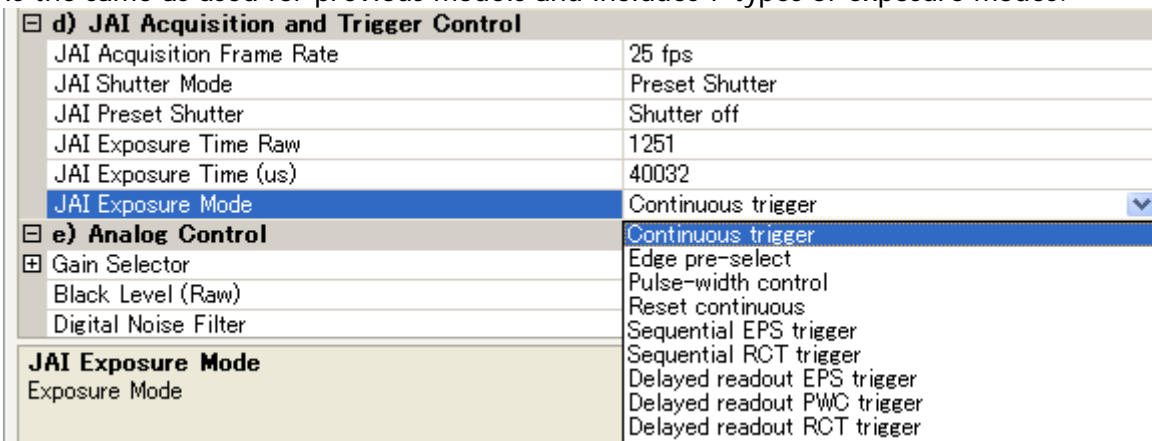 is the same as used for previous models and includes types of exposure modes.
d) JAI Acquisition and Trigger Control
JAI Acquisition Frame Rate 25 fps
JAI Shutter Mode Preset Shutter
JAI Preset Shutter Shutter off
JAI Exposure Time Raw 1251
JAI Exposure Time (us) 40032
JAI Exposure Mode Continuous trigger
e) Analog Control
Gain Selector
Black Level (Raw)
Digital Noise Filter
Continuous trigger
Edge pre-select
Pulse-width control
Reset continuous
Sequential EPS trigger
Sequential RCT trigger
Delayed readout EPS trigger
Delayed readout PWC trigger
Delayed readout RCT trigger
JAI Exposure Mode
Exposure Mode